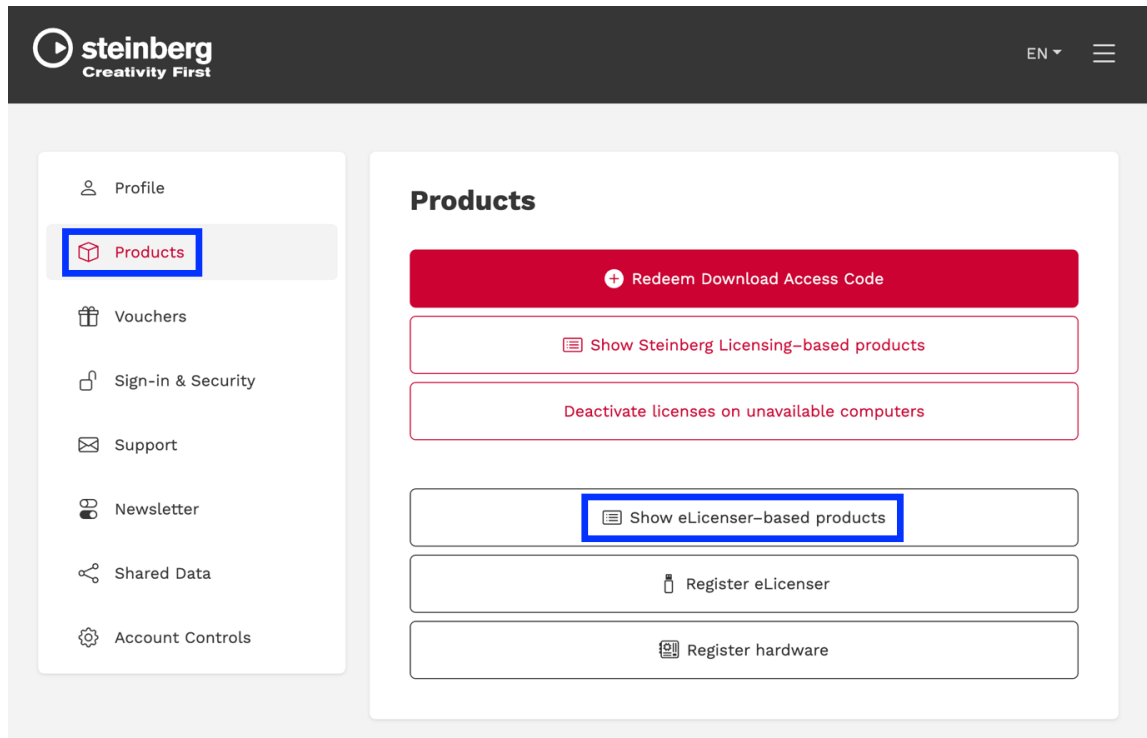 steinberg
Creativity First
EN
Profile
Products
Vouchers
Sign-in & Security
Support
Newsletter
Shared Data
Account Controls
Products
Redeem Download Access Code
Show Steinberg Licensing-based products
Deactivate licenses on unavailable computers
Show eLicenser-based products
Register eLicenser
Register hardware